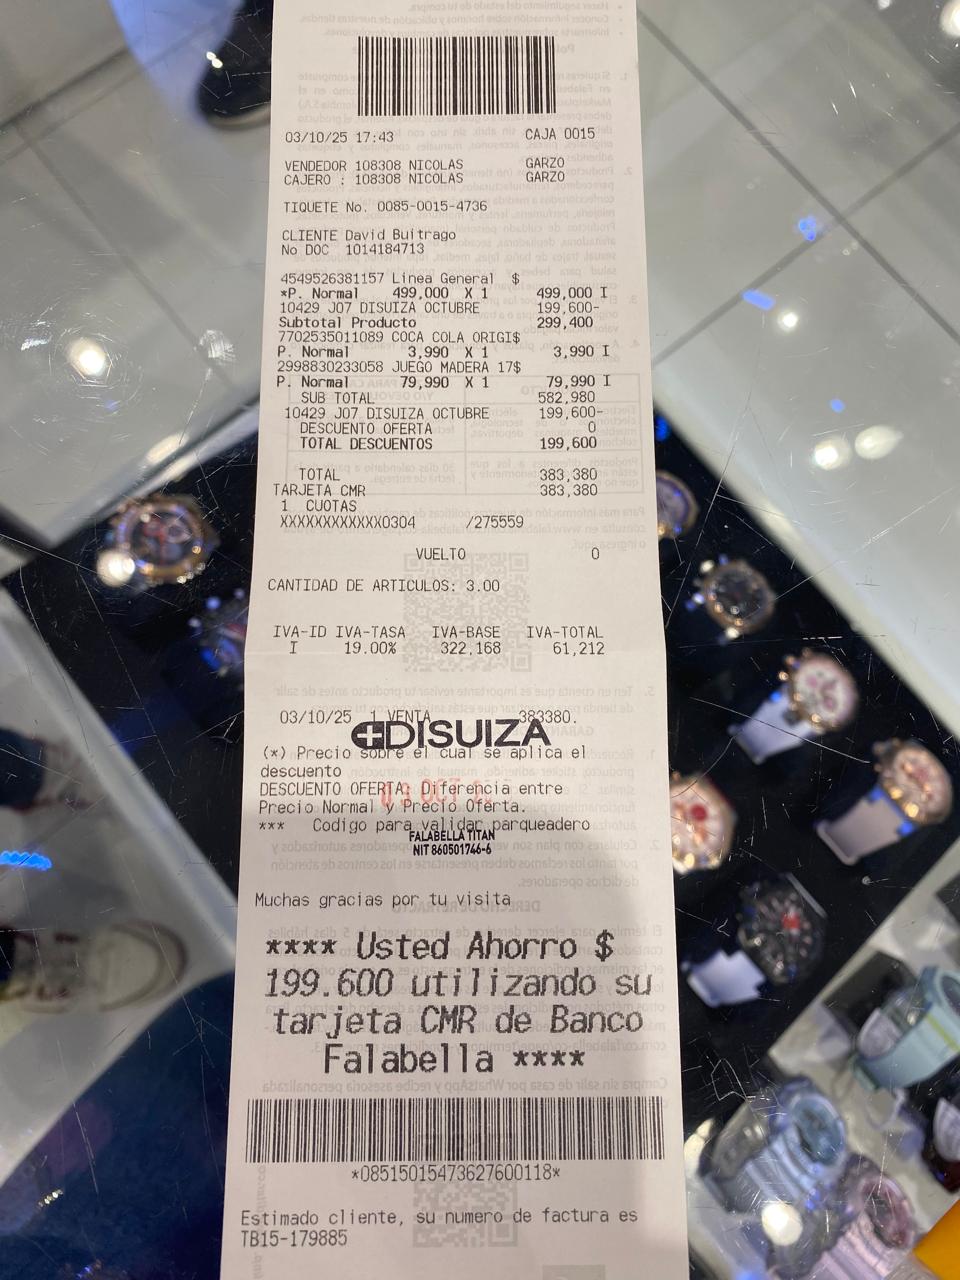 03/10/25 17:43 CAJA 0015
VENDEDOR 108308 NICOLAS GARZO
CAJERO : 108308 NICOLAS GARZO
TIQUETE No. 0085-0015-4736
CLIENTE David Buitrago
No DOC 1014184713
4549526381157 Linea General $
*P. Normal 499,000 X 1 499,000 I
10429 J07 DISUIZA OCTUBRE 199,600-
Subtotal Producto 299,400
7702535011089 COCA COLA ORIGI$
P. Normal 3,990 X 1 3,990 I
2998830233058 JUEGO MADERA 17$
P. Normal 79,990 X 1 79,990 I
SUB TOTAL 582,980
10429 J07 DISUIZA OCTUBRE 199,600-
DESCUENTO OFERTA 0
TOTAL DESCUENTOS 199,600
TOTAL 383,380
TARJETA CMR 383,380
1 CUOTAS
XXXXXXXXXXXX0304 /275559
VUELTO 0
CANTIDAD DE ARTICULOS: 3.00
IVA-ID IVA-TASA IVA-BASE IVA-TOTAL
I 19.00% 322,168 61,212
03/10/25 1 VENTA 383380.
DISUIZA
(*) Precio sobre el cual se aplica el
descuento
DESCUENTO OFERTA: Diferencia entre
Precio Normal y Precio Oferta.
*** Codigo para validar parqueadero
FALABELLA TITAN
NIT 860501746-6
Muchas gracias por tu visita
**** Usted Ahorro $
199.600 utilizando su
tarjeta CMR de Banco
Falabella ****
*08515015473627600118*
Estimado cliente, su numero de factura es
TB15-179885